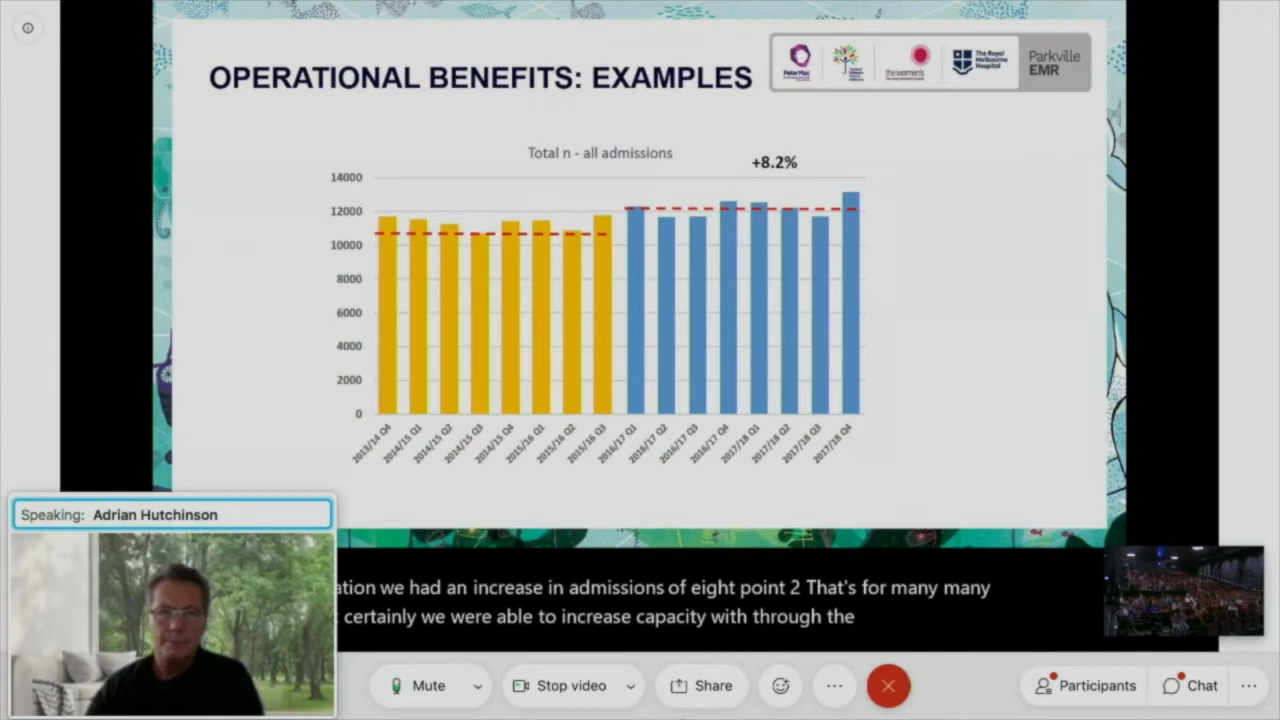 OPERATIONAL BENEFITS: EXAMPLES
Peter Mac
the women's
The Royal
Melbourne
Hospital
Parkville
EMR
Total n - all admissions
+8.2%
14000
12000
10000
8000
6000
4000
2000
0
2013/14 Q4
2014/15 Q1
2014/15 Q2
2014/15 Q3
2014/15 Q4
2015/16 Q1
2015/16 Q2
2015/16 Q3
2016/17 Q1
2016/17 Q2
2016/17 Q3
2016/17 Q4
2017/18 Q1
2017/18 Q2
2017/18 Q3
2017/18 Q4
Speaking: Adrian Hutchinson
ation we had an increase in admissions of eight point 2 That's for many many
certainly we were able to increase capacity with through the
Mute
Stop video
Share
Participants
Chat